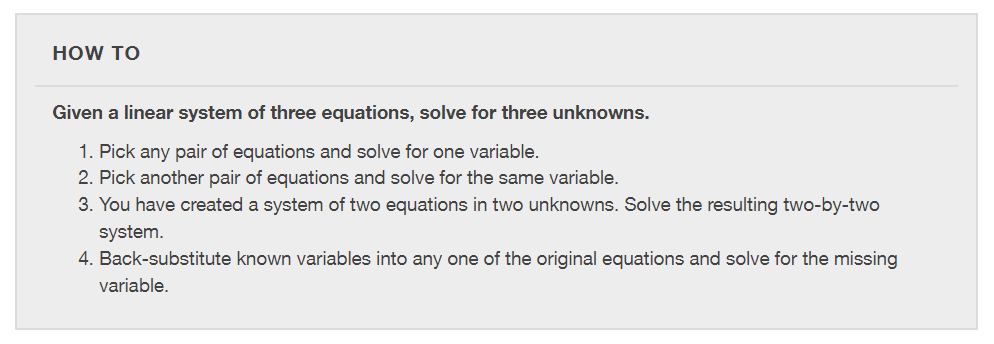 HOW TO
Given a linear system of three equations, solve for three unknowns.
1. Pick any pair of equations and solve for one variable.
2. Pick another pair of equations and solve for the same variable.
3. You have created a system of two equations in two unknowns. Solve the resulting two-by-two
system.
4. Back-substitute known variables into any one of the original equations and solve for the missing
variable.